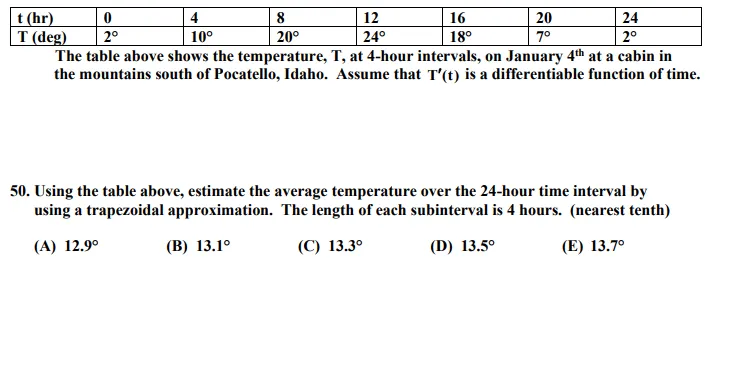 t (hr) 0 4 8 12 16 20 24
T (deg) 2° 10° 20° 24° 18° 7° 2°
The table above shows the temperature, T, at 4-hour intervals, on January 4th at a cabin in
the mountains south of Pocatello, Idaho. Assume that T′(t) is a differentiable function of time.
50. Using the table above, estimate the average temperature over the 24-hour time interval by
using a trapezoidal approximation. The length of each subinterval is 4 hours. (nearest tenth)
(A) 12.9° (B) 13.1° (C) 13.3° (D) 13.5° (E) 13.7°